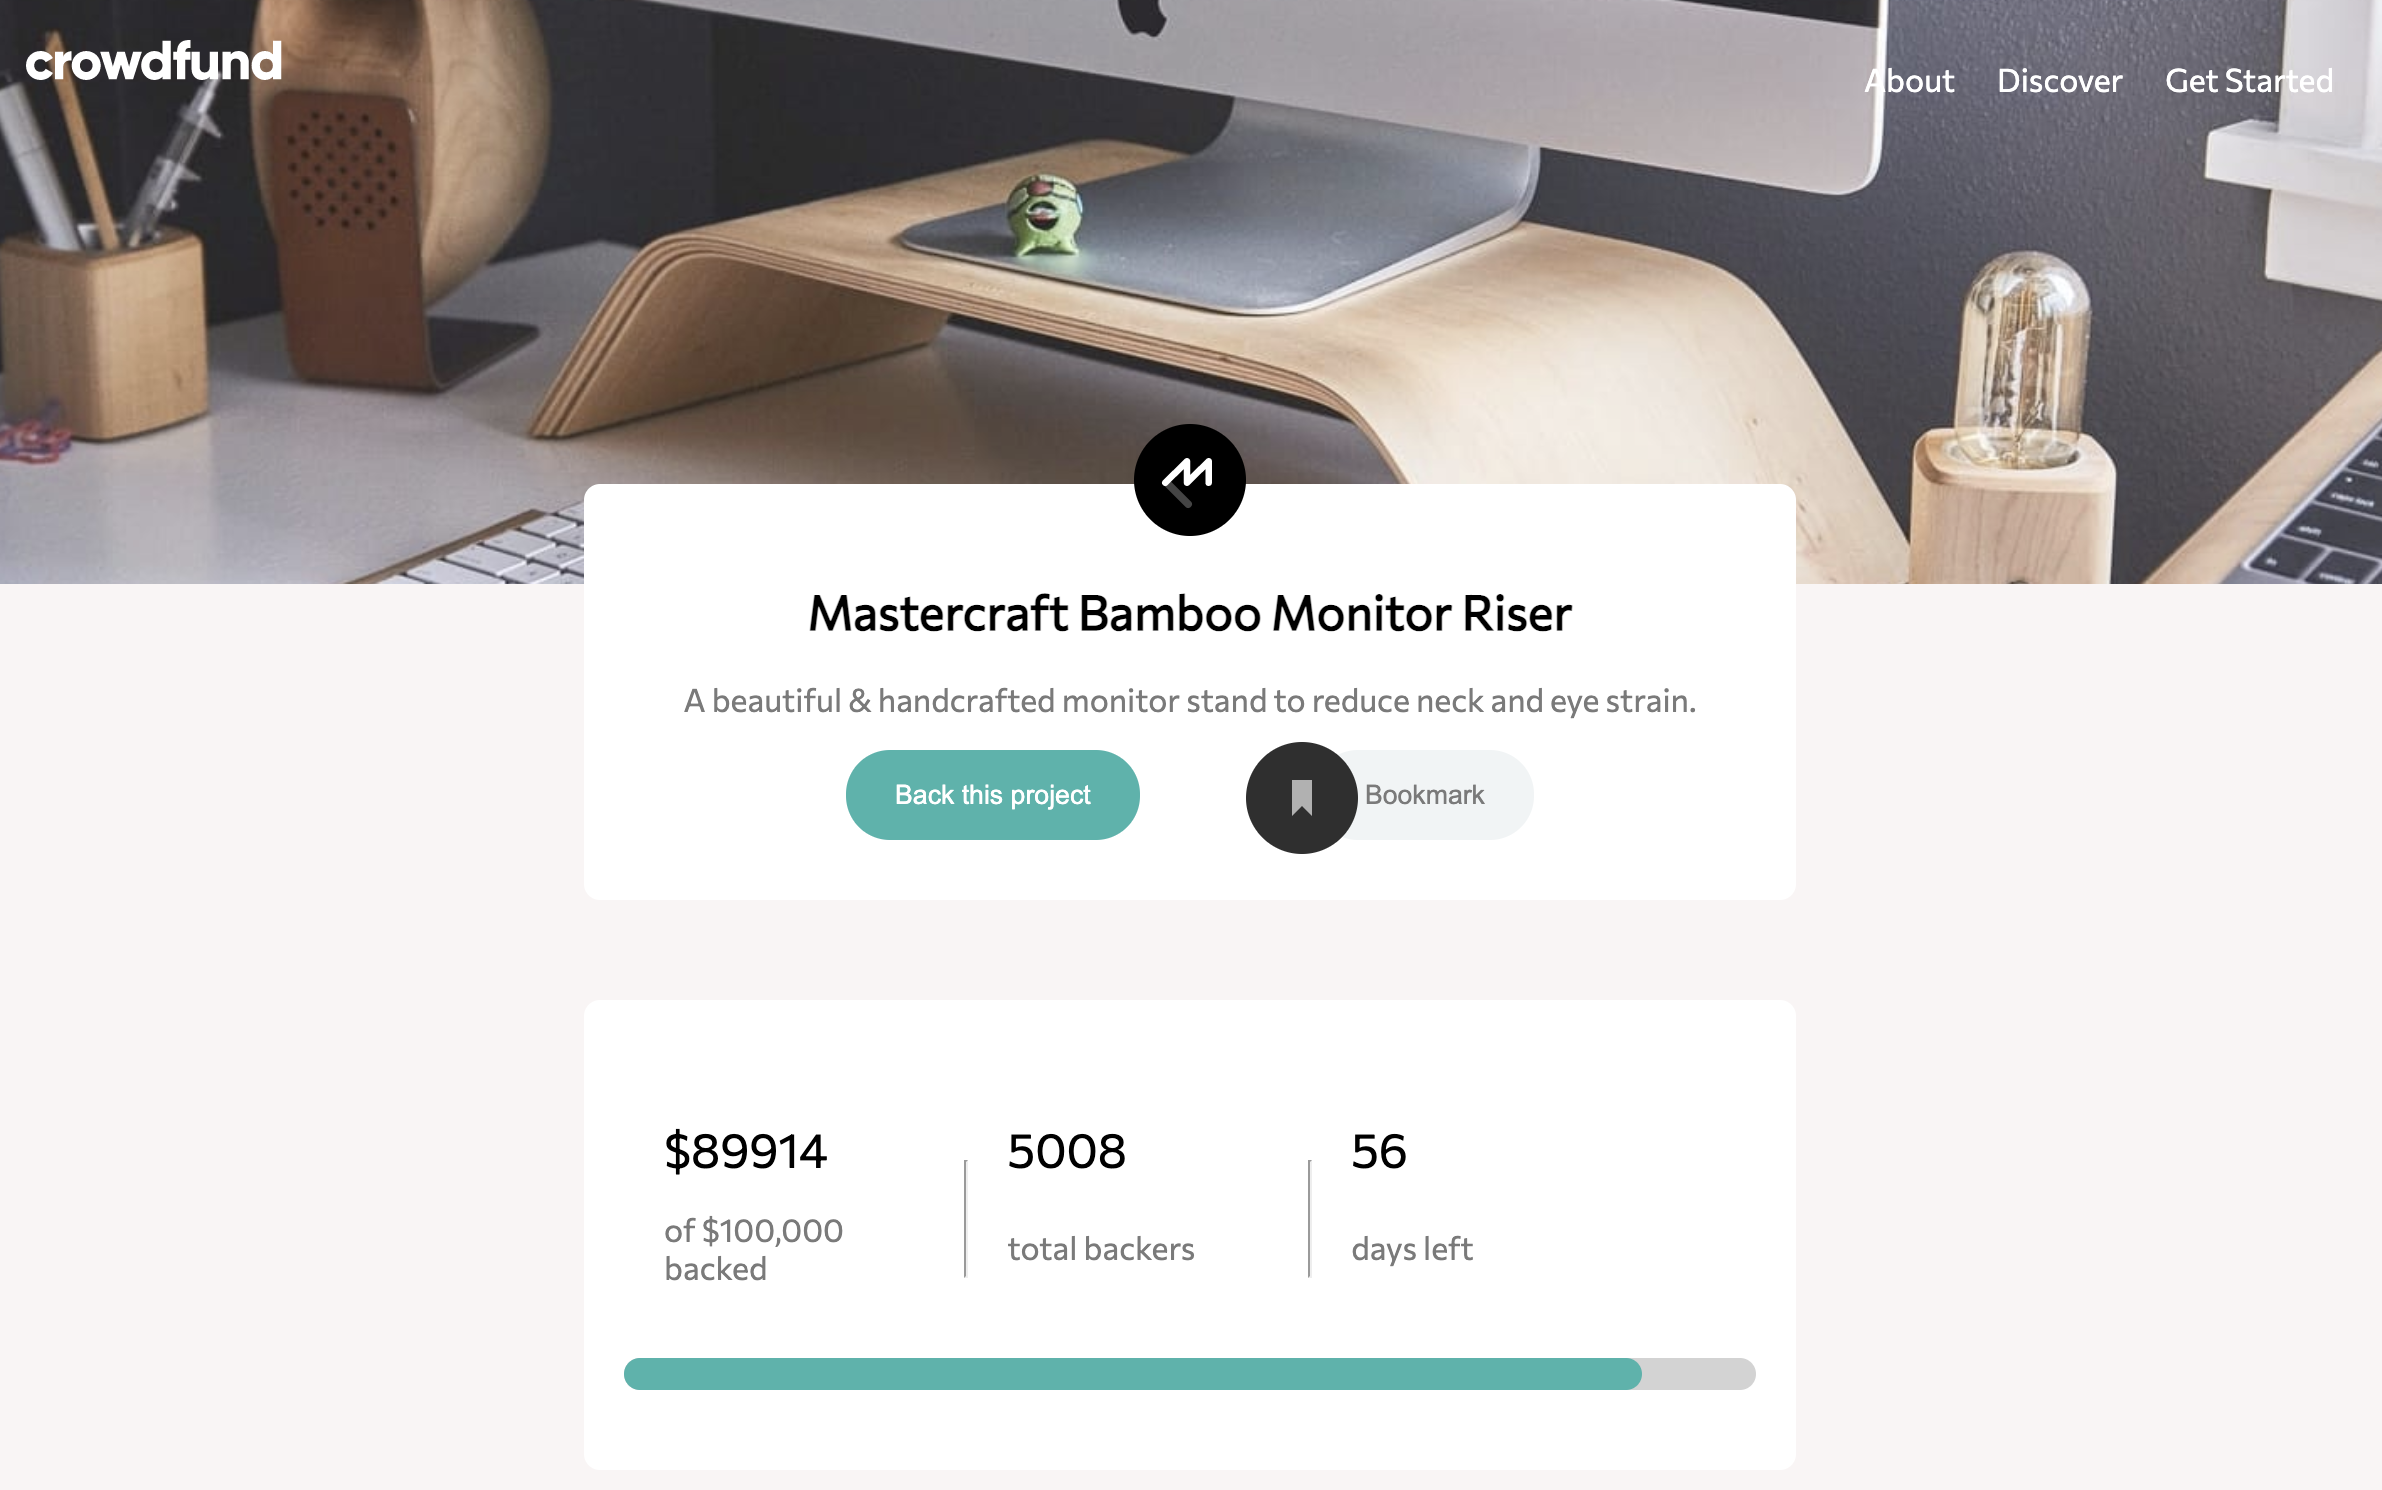 crowdfund
About Discover Get Started
Mastercraft Bamboo Monitor Riser
A beautiful & handcrafted monitor stand to reduce neck and eye strain.
Back this project
Bookmark
$89914
of $100,000
backed
5008
total backers
56
days left